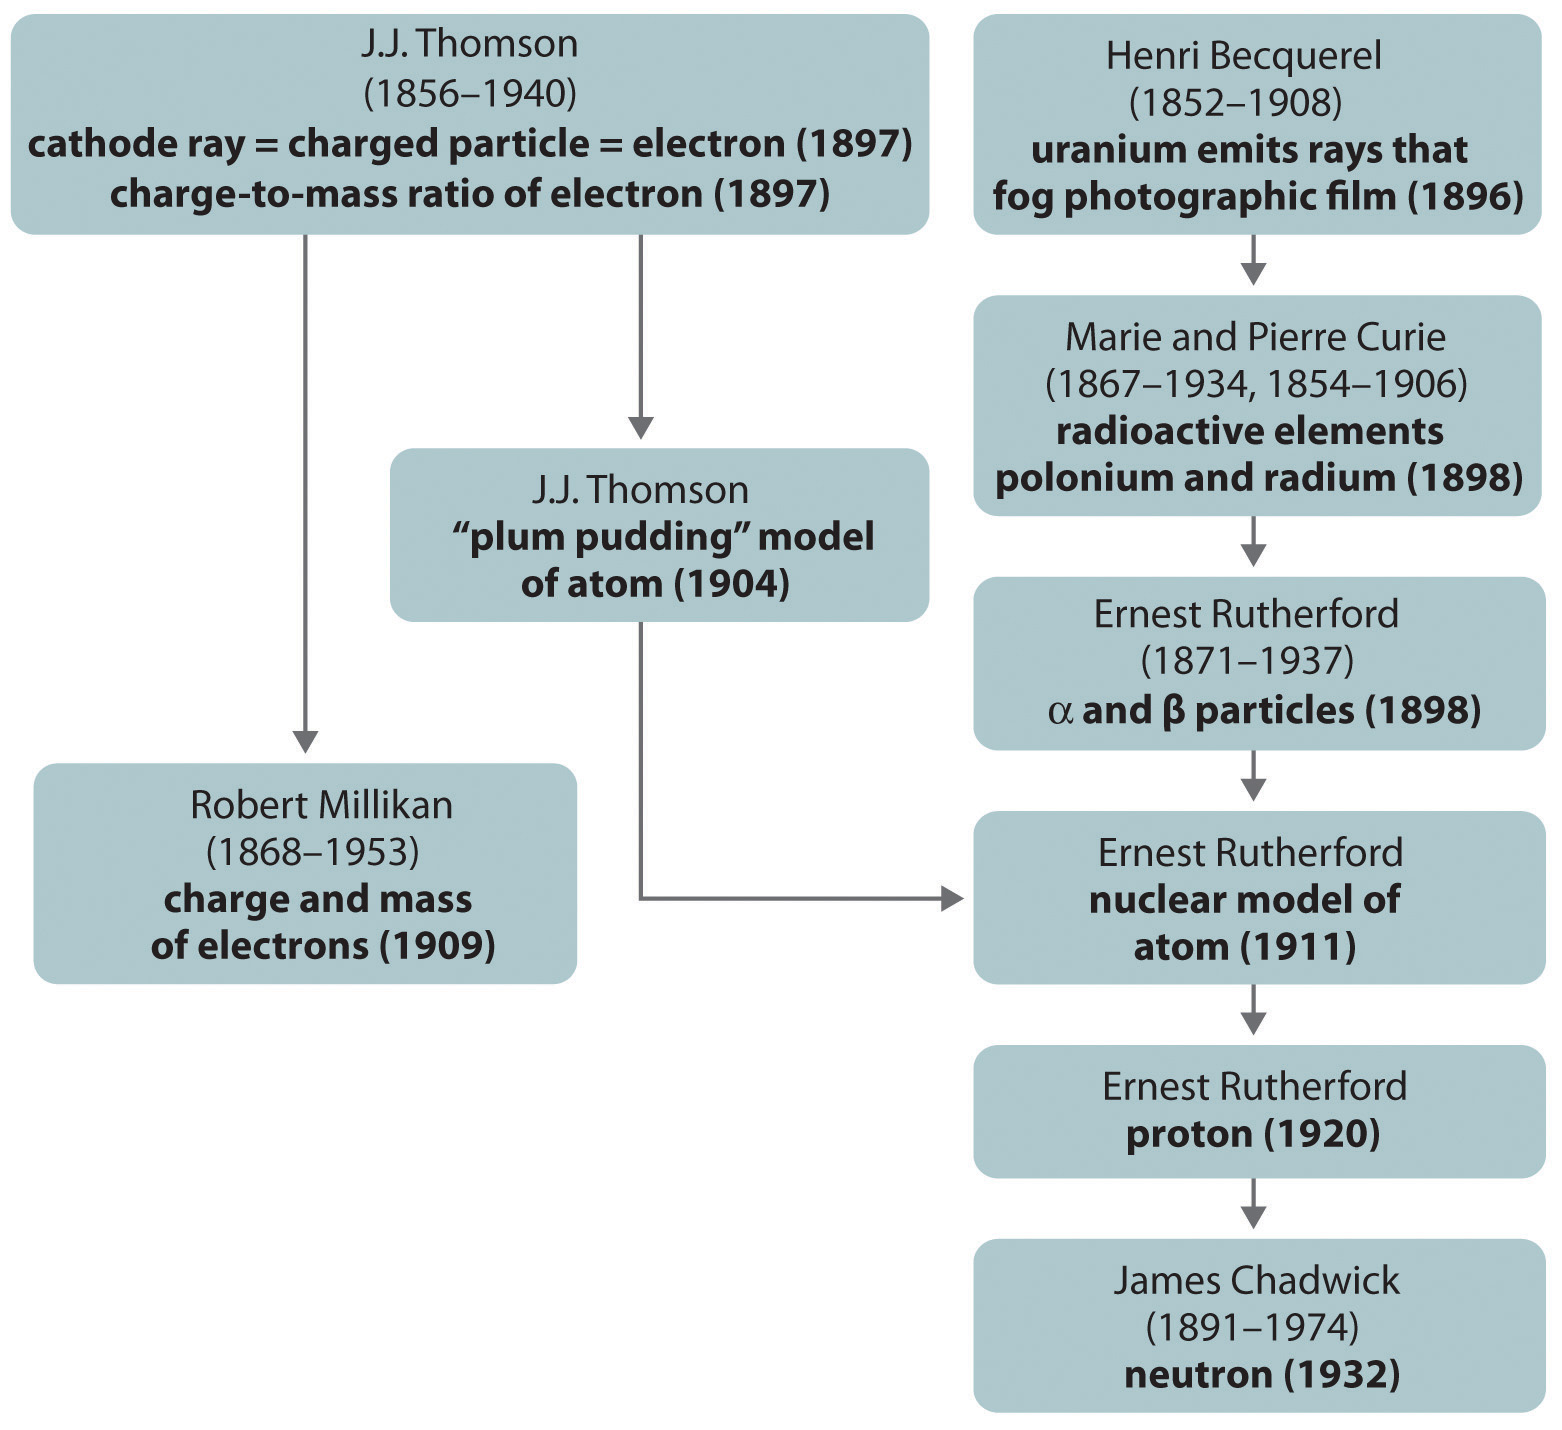 J.J. Thomson
(1856–1940)
cathode ray = charged particle = electron (1897)
charge-to-mass ratio of electron (1897)
Henri Becquerel
(1852–1908)
uranium emits rays that
fog photographic film (1896)
Marie and Pierre Curie
(1867–1934, 1854–1906)
radioactive elements
polonium and radium (1898)
J.J. Thomson
“plum pudding” model
of atom (1904)
Ernest Rutherford
(1871–1937)
α and β particles (1898)
Robert Millikan
(1868–1953)
charge and mass
of electrons (1909)
Ernest Rutherford
nuclear model of
atom (1911)
Ernest Rutherford
proton (1920)
James Chadwick
(1891–1974)
neutron (1932)